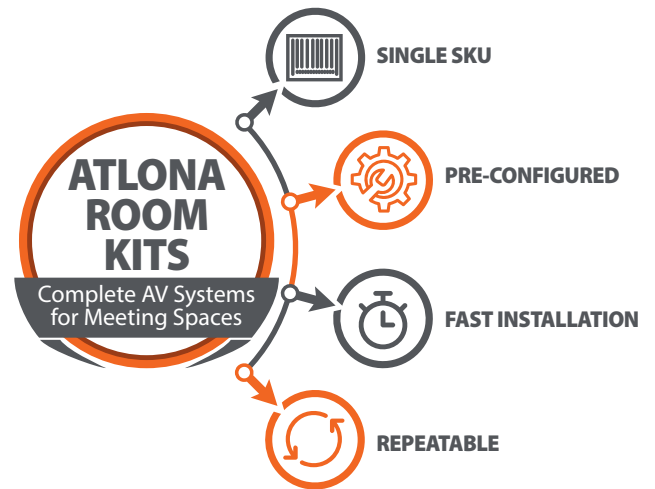 ATLONA
ROOM
KITS
Complete AV Systems
for Meeting Spaces
SINGLE SKU
PRE-CONFIGURED
FAST INSTALLATION
REPEATABLE